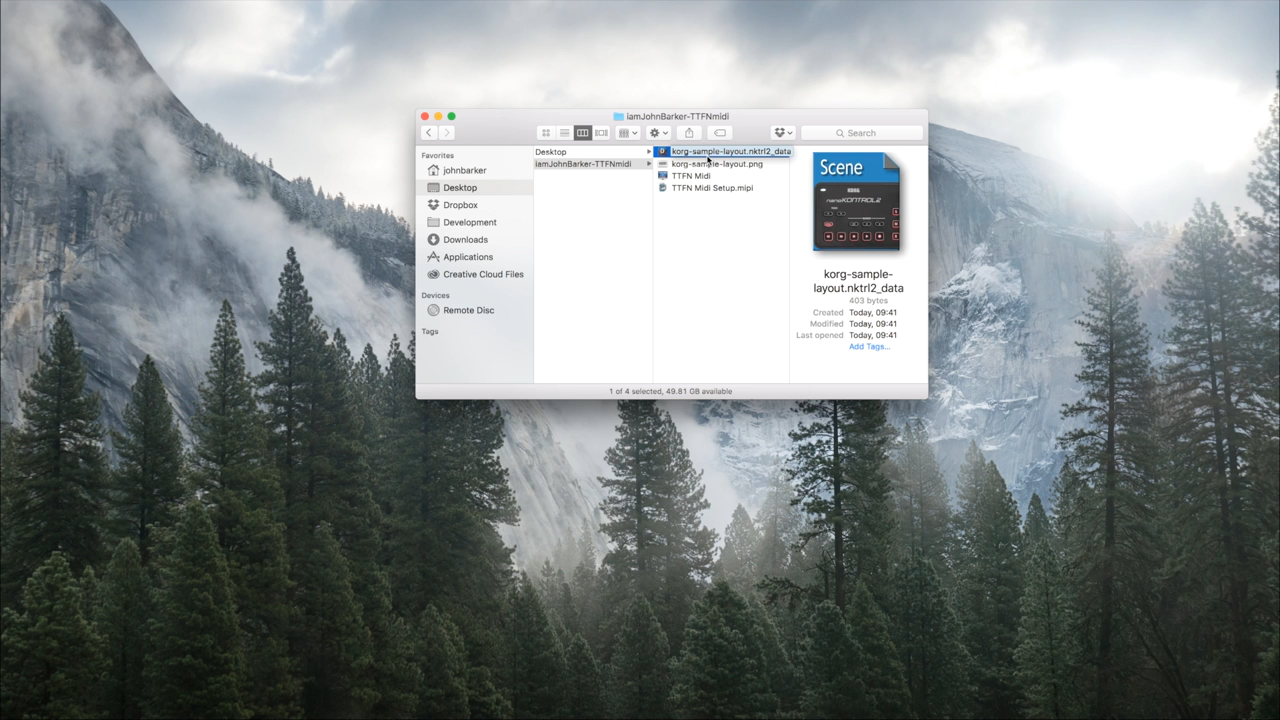 iamJohnBarker-TTFNmidi
Search
Favorites
johnbarker
Desktop
Dropbox
Development
Downloads
Applications
Creative Cloud Files
Devices
Remote Disc
Tags
Desktop
iamJohnBarker-TTFNmidi
korg-sample-layout.nktrl2_data
korg-sample-layout.png
TTFN Midi
TTFN Midi Setup.mipi
Scene
KORG
nanoKONTROL2
korg-sample-
layout.nktrl2_data
403 bytes
Created Today, 09:41
Modified Today, 09:41
Last opened Today, 09:41
Add Tags...
1 of 4 selected, 49.81 GB available